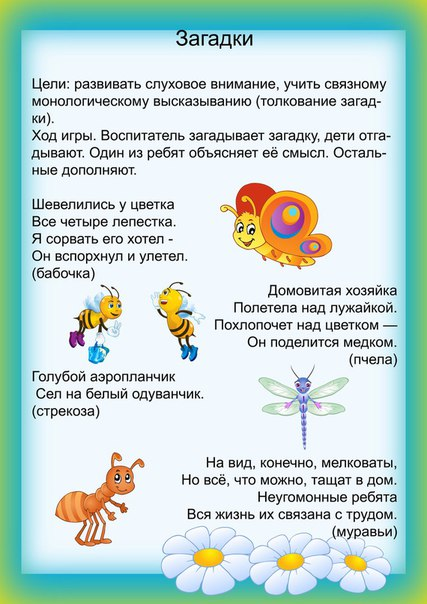 Загадки
Цели: развивать слуховое внимание, учить связному
монологическому высказыванию (толкование загад-
ки).
Ход игры. Воспитатель загадывает загадку, дети отга-
дывают. Один из ребят объясняет её смысл. Осталь-
ные дополняют.
Шевелились у цветка
Все четыре лепестка.
Я сорвать его хотел -
Он вспорхнул и улетел.
(бабочка)
Домовитая хозяйка
Полетела над лужайкой.
Похлопочет над цветком —
Он поделится медком.
(пчела)
Голубой аэропланчик
Сел на белый одуванчик.
(стрекоза)
На вид, конечно, мелковаты,
Но всё, что можно, тащат в дом.
Неугомонные ребята
Вся жизнь их связана с трудом.
(муравьи)